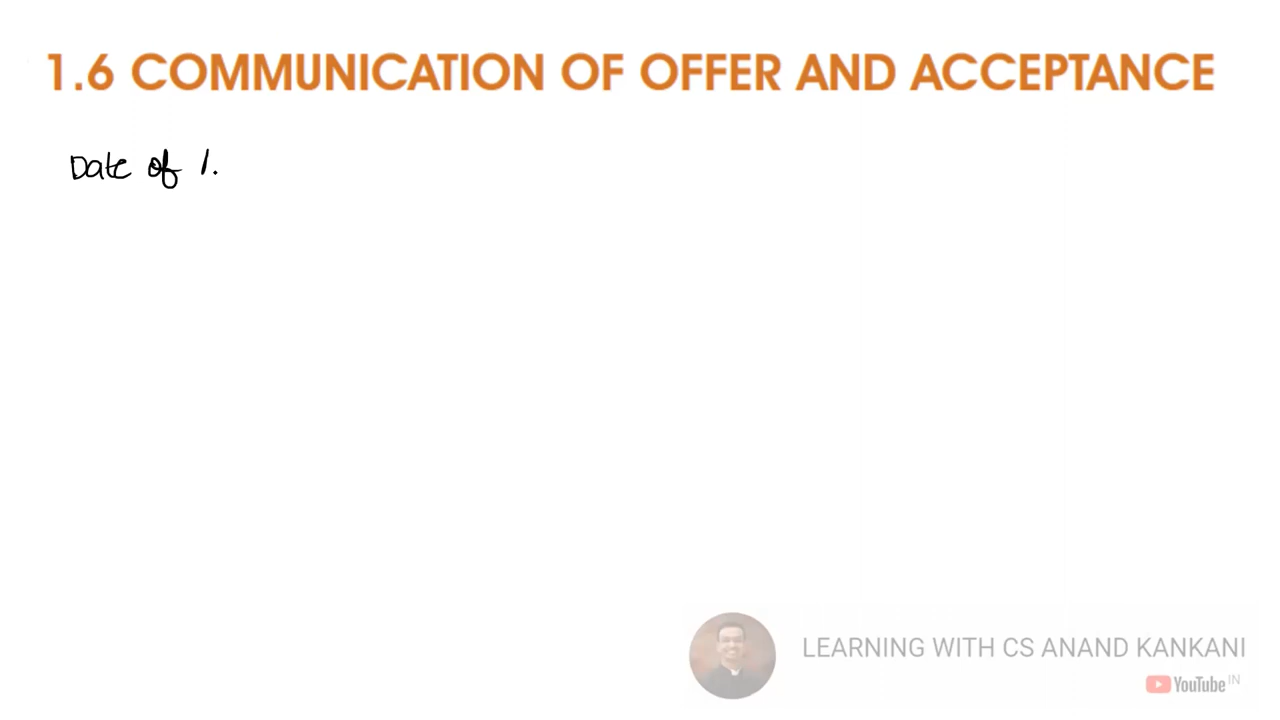 1.6 COMMUNICATION OF OFFER AND ACCEPTANCE
Date of 1.
LEARNING WITH CS ANAND KANKANI
YouTube IN